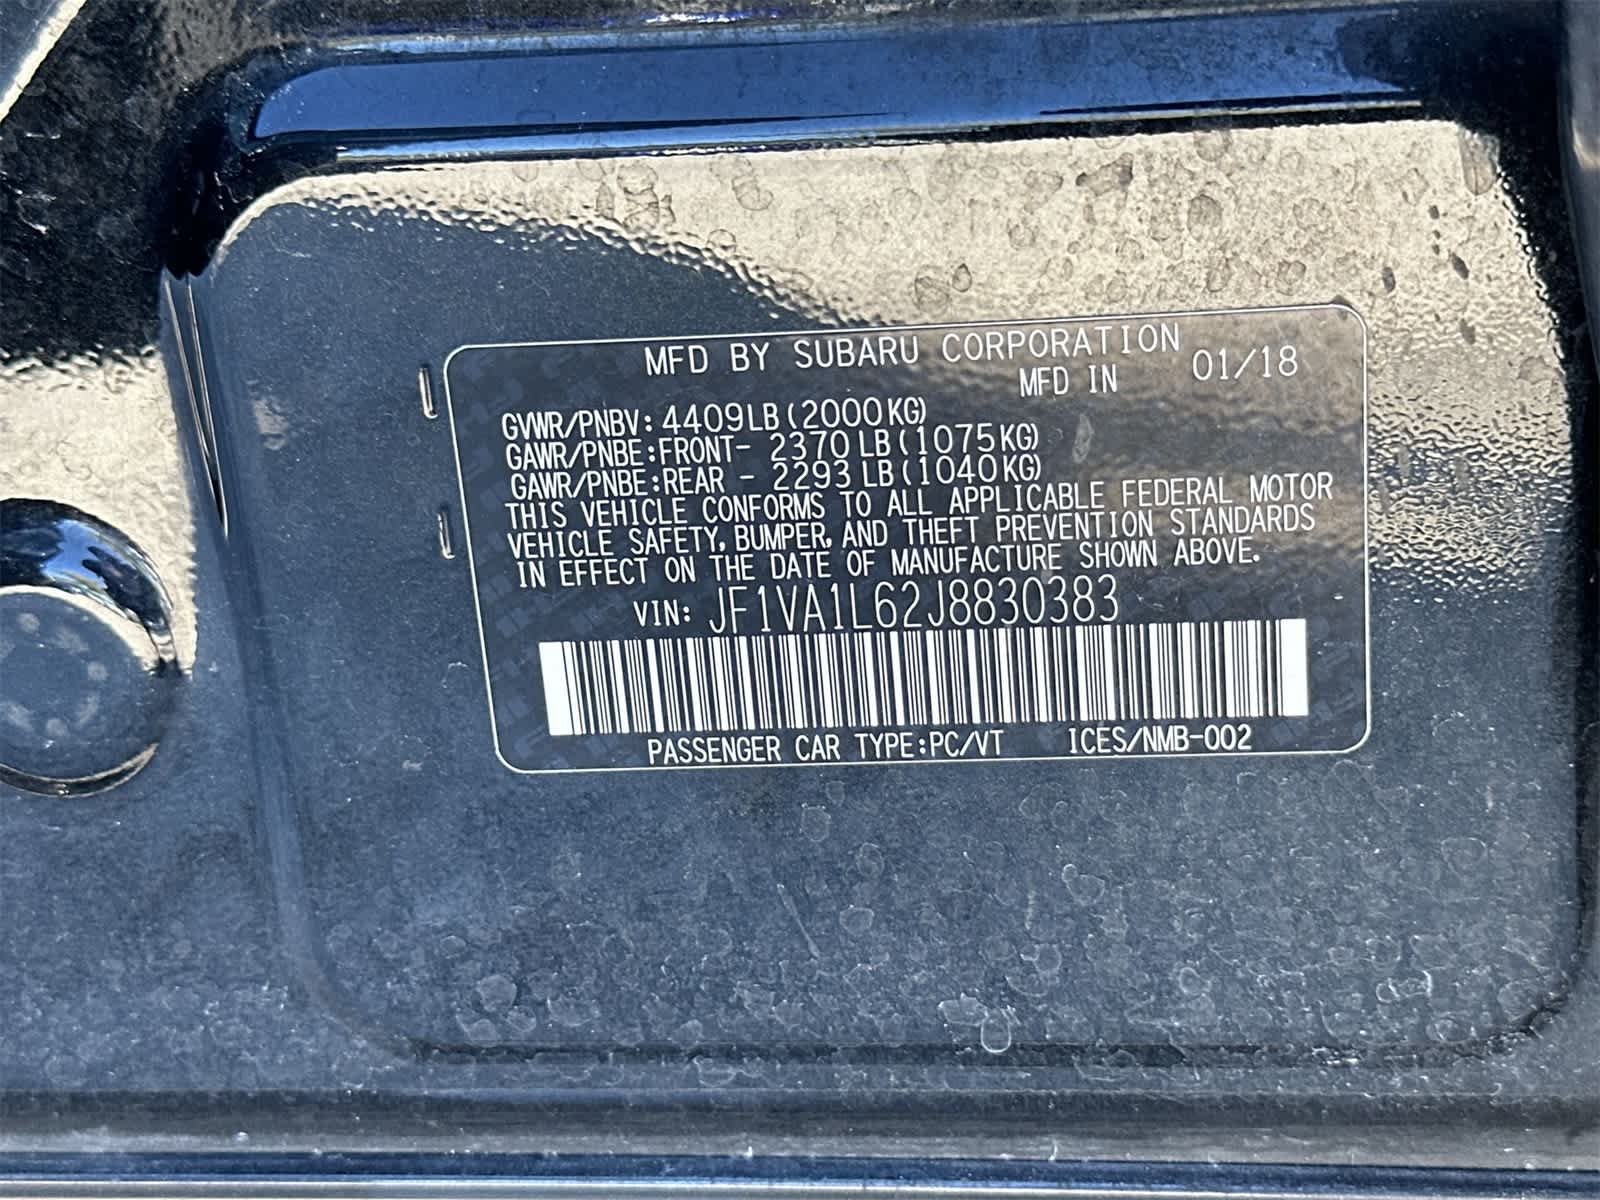 MFD BY SUBARU CORPORATION
MFD IN 01/18
GVWR/PNBV: 4409LB(2000KG)
GAWR/PNBE:FRONT- 2370LB(1075KG)
GAWR/PNBE:REAR - 2293LB(1040KG)
THIS VEHICLE CONFORMS TO ALL APPLICABLE FEDERAL MOTOR
VEHICLE SAFETY, BUMPER, AND THEFT PREVENTION STANDARDS
IN EFFECT ON THE DATE OF MANUFACTURE SHOWN ABOVE.
VIN: JF1VA1L62J8830383
PASSENGER CAR TYPE:PC/VT ICES/NMB-002